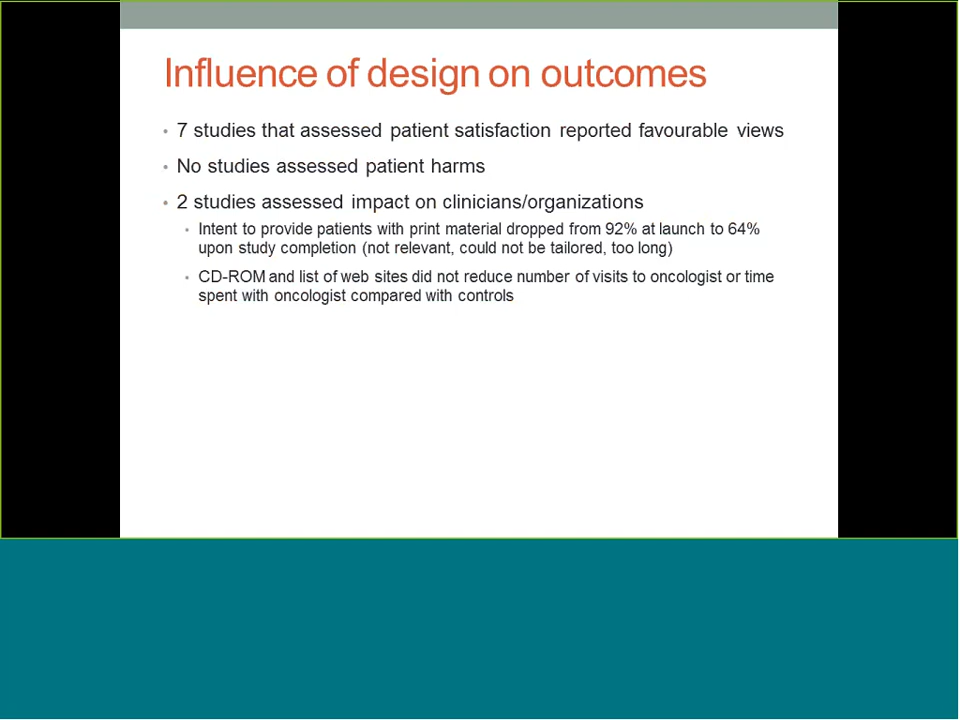 Influence of design on outcomes
• 7 studies that assessed patient satisfaction reported favourable views
• No studies assessed patient harms
• 2 studies assessed impact on clinicians/organizations
• Intent to provide patients with print material dropped from 92% at launch to 64%
upon study completion (not relevant, could not be tailored, too long)
• CD-ROM and list of web sites did not reduce number of visits to oncologist or time
spent with oncologist compared with controls